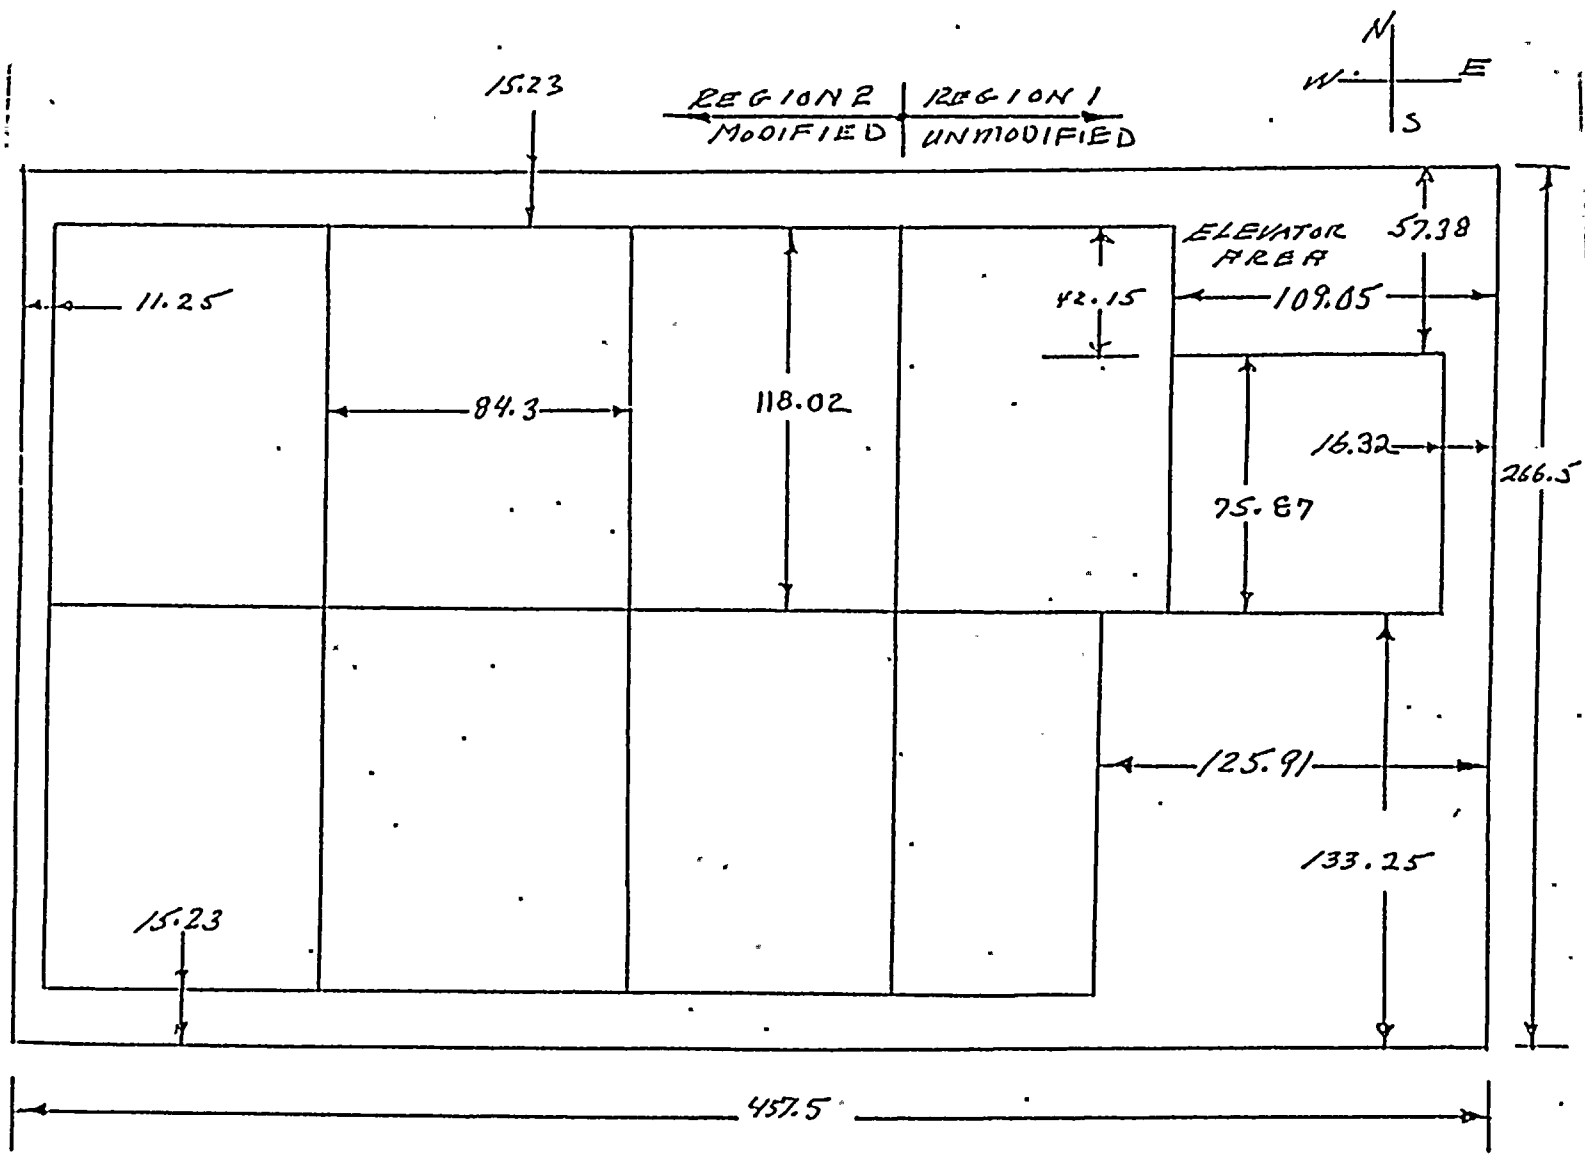 N
W E
S
15.23
REGION 2 REGION 1
MODIFIED UNMODIFIED
ELEVATOR
AREA
57.38
11.25
42.15
109.05
84.3
118.02
16.32
266.5
75.87
125.91
133.25
15.23
457.5